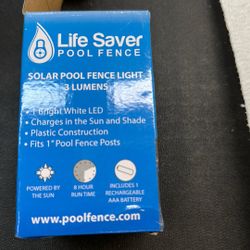 Life Saver
POOL FENCE
SOLAR POOL FENCE LIGHT
3 LUMENS
• 1 Bright White LED
• Charges in the Sun and Shade
• Plastic Construction
• Fits 1" Pool Fence Posts
POWERED BY
THE SUN
8 HOUR
RUN TIME
INCLUDES 1
RECHARGEABLE
AAA BATTERY
www.poolfence.com